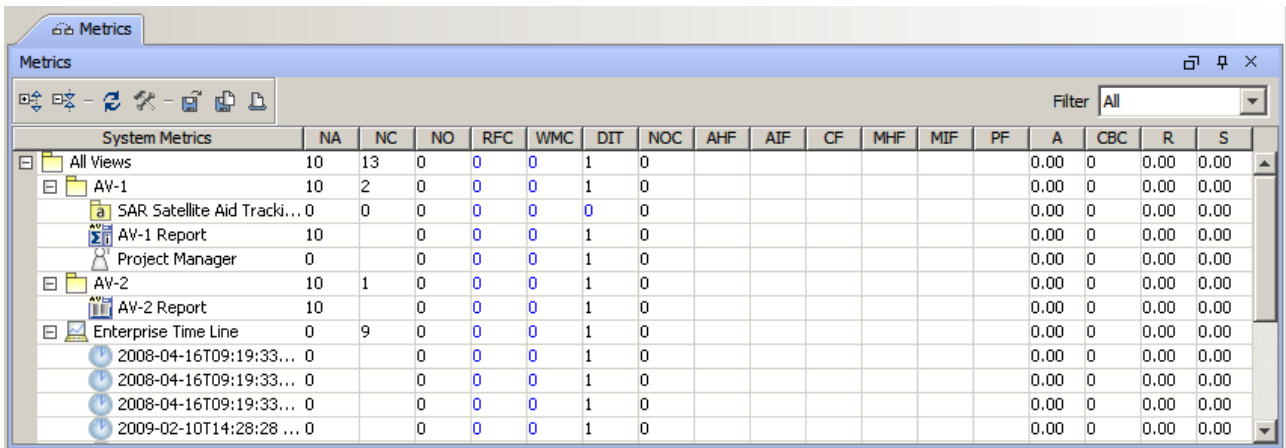 Metrics
Metrics
Filter All
System Metrics NA NC NO RFC WMC DIT NOC AHF AIF CF MHF MIF PF A CBC R S
All Views 10 13 0 0 0 1 0 0.00 0 0.00 0.00
AV-1 10 2 0 0 0 1 0 0.00 0 0.00 0.00
a SAR Satellite Aid Tracki... 0 0 0 0 0 0 0 0.00 0 0.00 0.00
AV-1 Report 10 0 0 0 1 0 0.00 0 0.00 0.00
Project Manager 0 0 0 0 1 0 0.00 0 0.00 0.00
AV-2 10 1 0 0 0 1 0 0.00 0 0.00 0.00
AV-2 Report 10 0 0 0 1 0 0.00 0 0.00 0.00
Enterprise Time Line 0 9 0 0 0 1 0 0.00 0 0.00 0.00
2008-04-16T09:19:33... 0 0 0 0 1 0 0.00 0 0.00 0.00
2008-04-16T09:19:33... 0 0 0 0 1 0 0.00 0 0.00 0.00
2008-04-16T09:19:33... 0 0 0 0 1 0 0.00 0 0.00 0.00
2009-02-10T14:28:28 ... 0 0 0 0 1 0 0.00 0 0.00 0.00